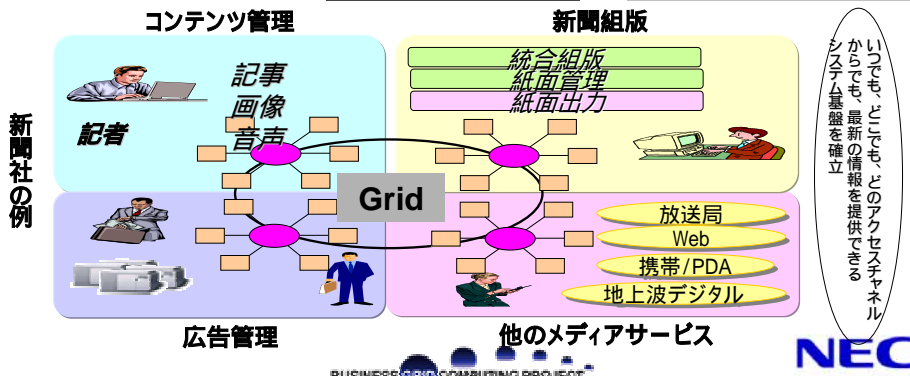 コンテンツ管理
新聞組版
新聞社の例
記事
画像
音声
記者
統合組版
紙面管理
紙面出力
Grid
放送局
Web
携帯/PDA
地上波デジタル
広告管理
他のメディアサービス
いつでも、どこでも、どのアクセスチャネル
からでも、最新の情報を提供できる
システム基盤を確立
BUSINESS GRID COMPUTING PROJECT
NEC